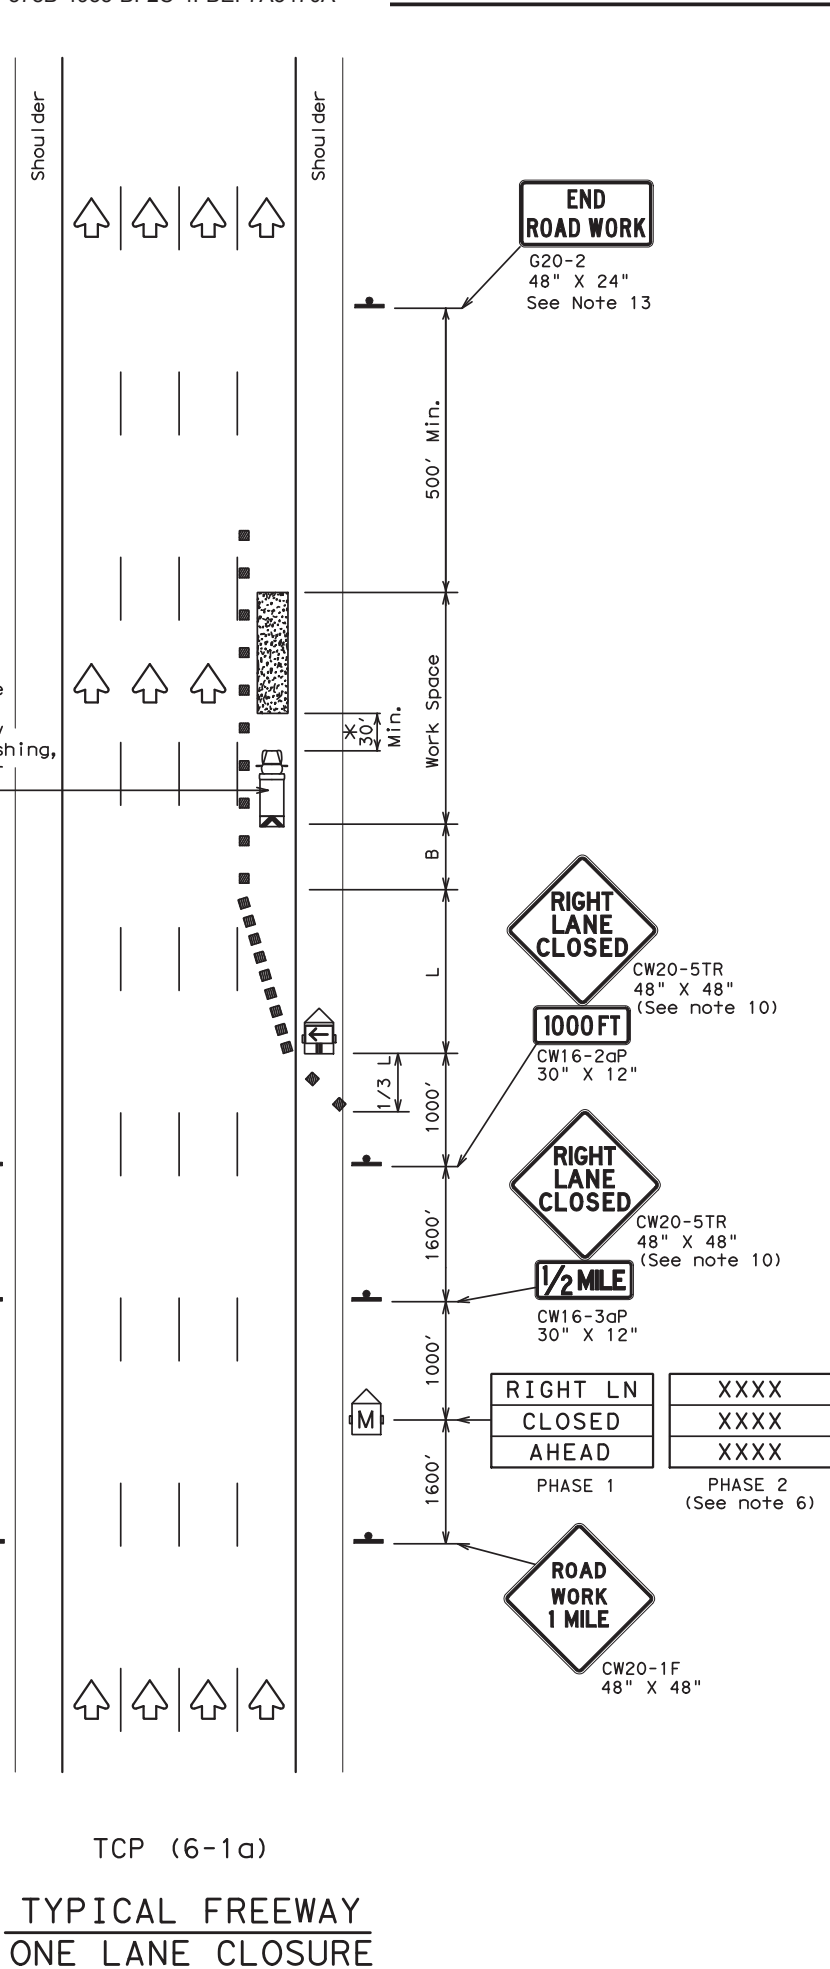 Shoulder
Shoulder
END
ROAD WORK
G20-2
48" X 24"
See Note 13
500' Min.
Work Space
30'
Min.
shing,
B
RIGHT
LANE
CLOSED
CW20-5TR
48" X 48"
(See note 10)
L
1000 FT
CW16-2aP
30" X 12"
1/3 L
1000'
RIGHT
LANE
CLOSED
CW20-5TR
48" X 48"
(See note 10)
1600'
1/2 MILE
CW16-3aP
30" X 12"
1000'
M
RIGHT LN
CLOSED
AHEAD
PHASE 1
XXXX
XXXX
XXXX
PHASE 2
(See note 6)
1600'
ROAD
WORK
1 MILE
CW20-1F
48" X 48"
TCP (6-1a)
TYPICAL FREEWAY
ONE LANE CLOSURE